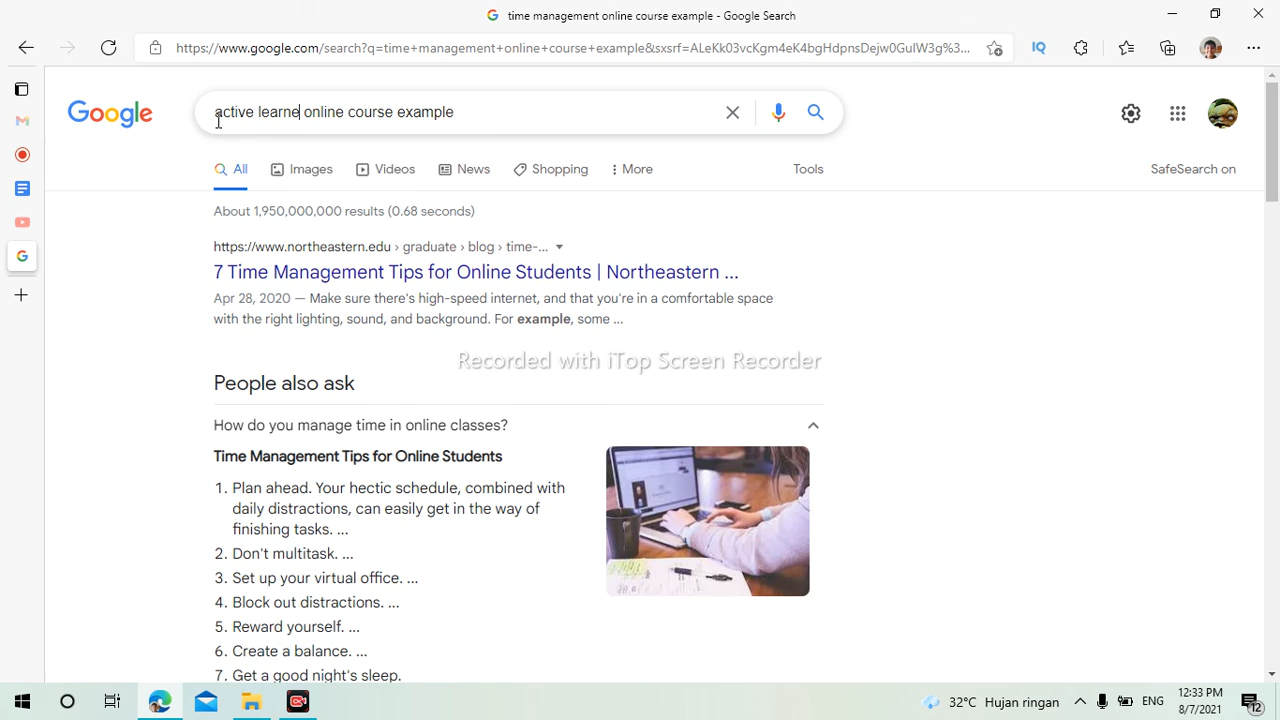 time management online course example - Google Search
https://www.google.com/search?q=time+management+online+course+example&sxsrf=ALeKk03vcKgm4eK4bgHdpnsDejw0GuIW3g%3...
IQ
Google
active learne online course example
All
Images
Videos
News
Shopping
More
Tools
SafeSearch on
About 1,950,000,000 results (0.68 seconds)
https://www.northeastern.edu › graduate › blog › time-...
7 Time Management Tips for Online Students | Northeastern ...
Apr 28, 2020 — Make sure there's high-speed internet, and that you're in a comfortable space
with the right lighting, sound, and background. For example, some ...
Recorded with iTop Screen Recorder
People also ask
How do you manage time in online classes?
Time Management Tips for Online Students
1. Plan ahead. Your hectic schedule, combined with
daily distractions, can easily get in the way of
finishing tasks. ...
2. Don't multitask. ...
3. Set up your virtual office. ...
4. Block out distractions. ...
5. Reward yourself. ...
6. Create a balance. ...
7. Get a good night's sleep.
32°C Hujan ringan
ENG
12:33 PM
8/7/2021
12